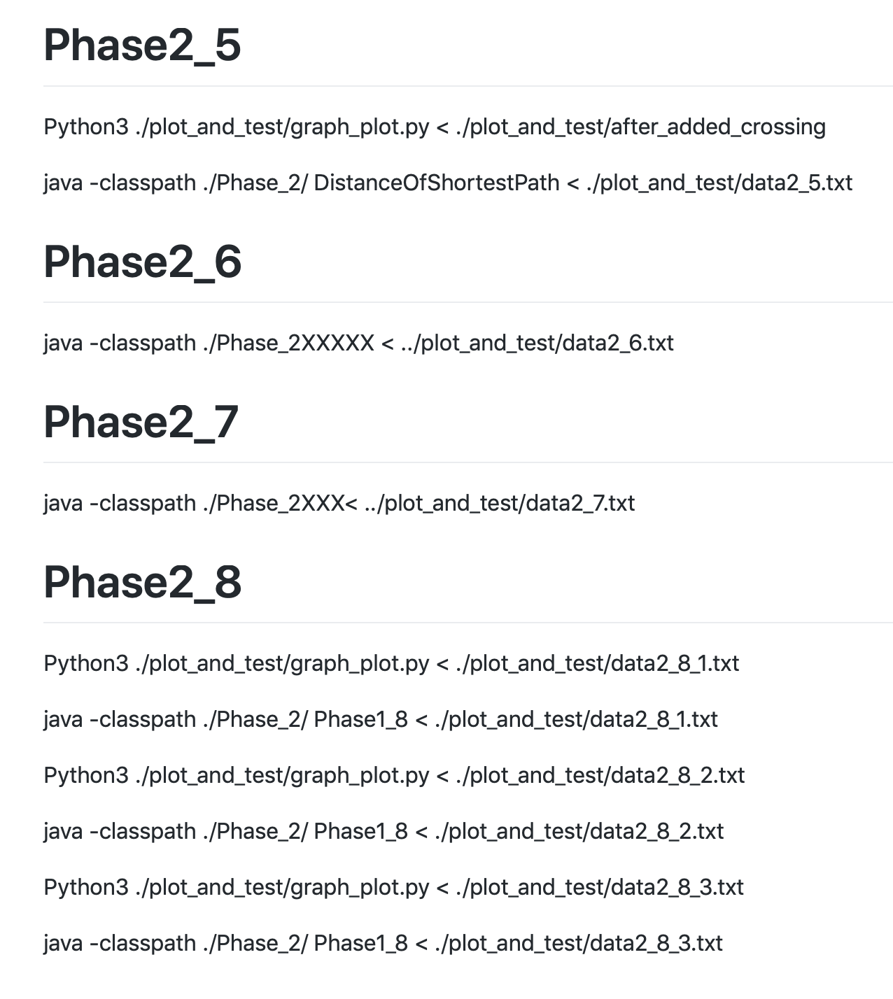 Phase2_5
Python3 ./plot_and_test/graph_plot.py < ./plot_and_test/after_added_crossing
java -classpath ./Phase_2/ DistanceOfShortestPath < ./plot_and_test/data2_5.txt
Phase2_6
java -classpath ./Phase_2XXXXX < ../plot_and_test/data2_6.txt
Phase2_7
java -classpath ./Phase_2XXX< ../plot_and_test/data2_7.txt
Phase2_8
Python3 ./plot_and_test/graph_plot.py < ./plot_and_test/data2_8_1.txt
java -classpath ./Phase_2/ Phase1_8 < ./plot_and_test/data2_8_1.txt
Python3 ./plot_and_test/graph_plot.py < ./plot_and_test/data2_8_2.txt
java -classpath ./Phase_2/ Phase1_8 < ./plot_and_test/data2_8_2.txt
Python3 ./plot_and_test/graph_plot.py < ./plot_and_test/data2_8_3.txt
java -classpath ./Phase_2/ Phase1_8 < ./plot_and_test/data2_8_3.txt